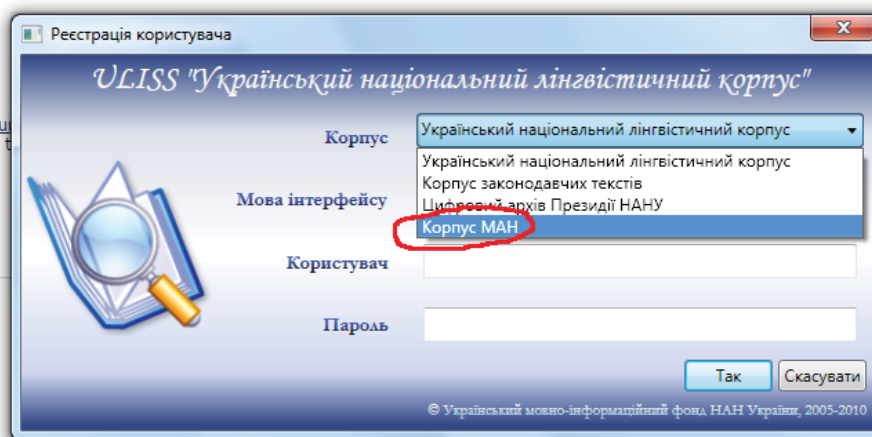 Реєстрація користувача
ULISS "Український національний лінгвістичний корпус"
Корпус
Український національний лінгвістичний корпус
Український національний лінгвістичний корпус
Корпус законодавчих текстів
Мова інтерфейсу
Цифровий архів Президії НАНУ
Корпус МАН
Користувач
Пароль
Так Скасувати
© Український мовно-інформаційний фонд НАН України, 2005-2010